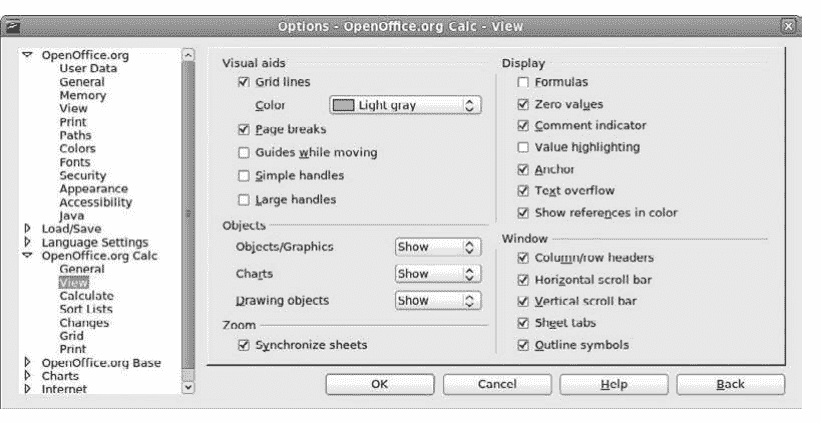 Options - OpenOffice.org Calc - View
OpenOffice.org
User Data
General
Memory
View
Print
Paths
Colors
Fonts
Security
Appearance
Accessibility
Java
Load/Save
Language Settings
OpenOffice.org Calc
General
View
Calculate
Sort Lists
Changes
Grid
Print
OpenOffice.org Base
Charts
Internet
Visual aids
Grid lines
Color Light gray
Page breaks
Guides while moving
Simple handles
Large handles
Objects
Objects/Graphics Show
Charts Show
Drawing objects Show
Zoom
Synchronize sheets
Display
Formulas
Zero values
Comment indicator
Value highlighting
Anchor
Text overflow
Show references in color
Window
Column/row headers
Horizontal scroll bar
Vertical scroll bar
Sheet tabs
Outline symbols
OK Cancel Help Back